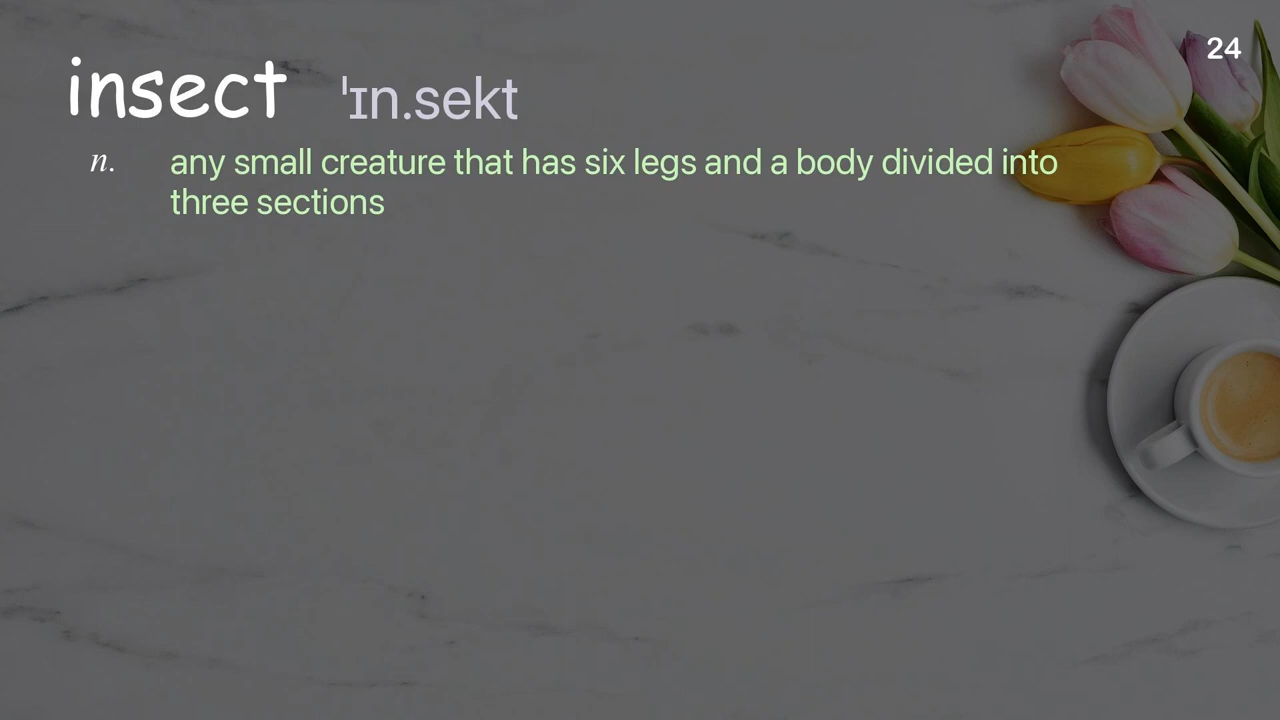 24
insect ˈɪn.sekt
n. any small creature that has six legs and a body divided into
three sections